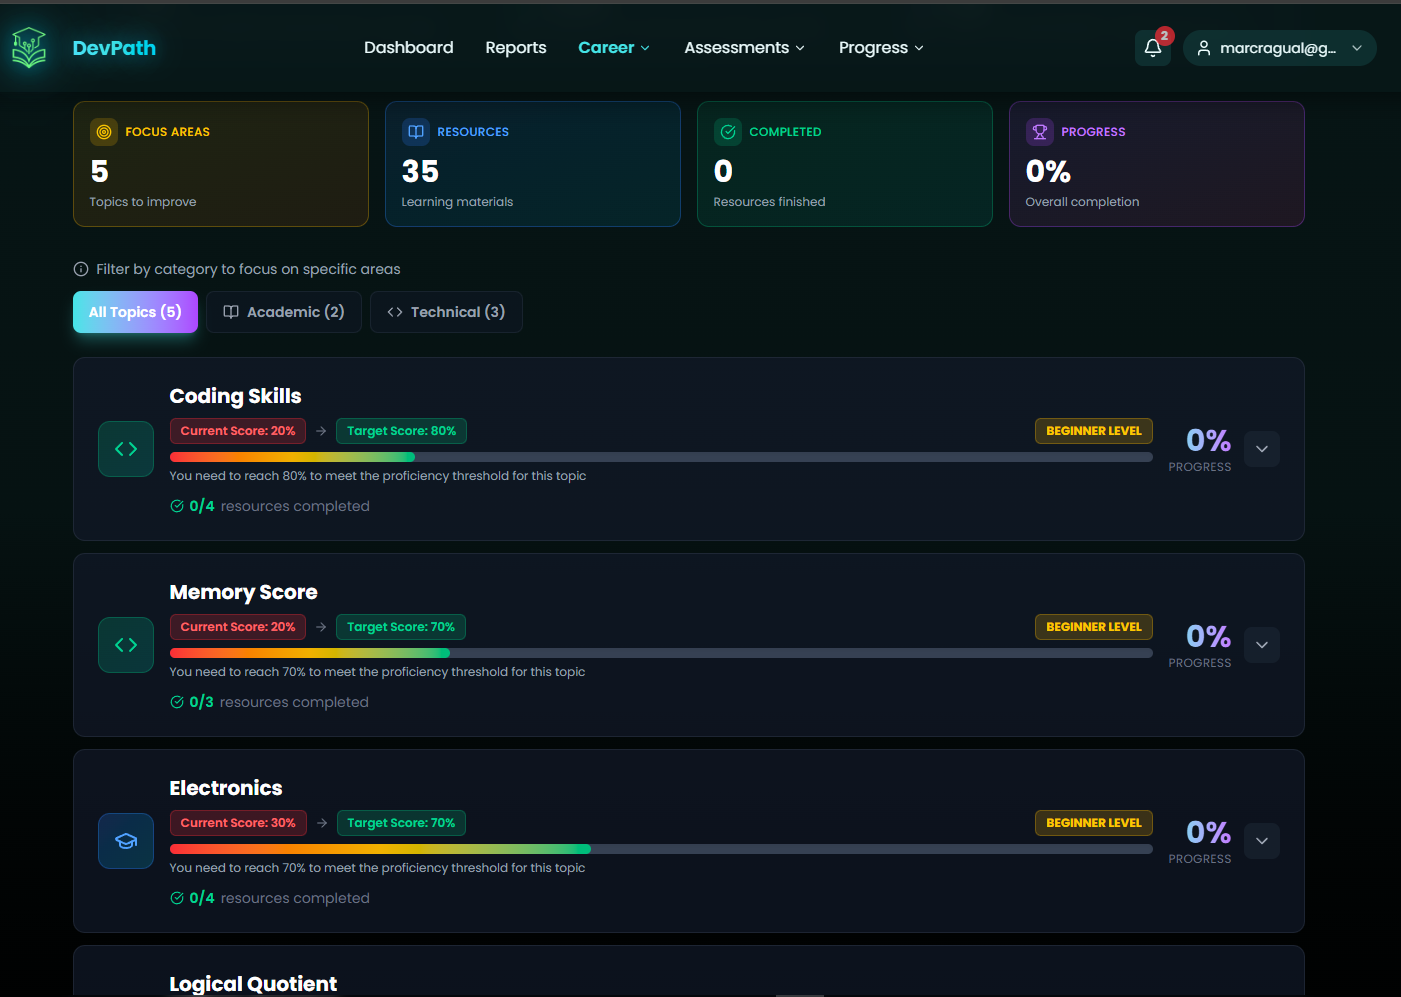 DevPath
Dashboard
Reports
Career
Assessments
Progress
2
marcragual@g...
FOCUS AREAS
5
Topics to improve
RESOURCES
35
Learning materials
COMPLETED
0
Resources finished
PROGRESS
0%
Overall completion
Filter by category to focus on specific areas
All Topics (5)
Academic (2)
Technical (3)
Coding Skills
Current Score: 20%
Target Score: 80%
BEGINNER LEVEL
You need to reach 80% to meet the proficiency threshold for this topic
0/4 resources completed
0%
PROGRESS
Memory Score
Current Score: 20%
Target Score: 70%
BEGINNER LEVEL
You need to reach 70% to meet the proficiency threshold for this topic
0/3 resources completed
0%
PROGRESS
Electronics
Current Score: 30%
Target Score: 70%
BEGINNER LEVEL
You need to reach 70% to meet the proficiency threshold for this topic
0/4 resources completed
0%
PROGRESS
Logical Quotient